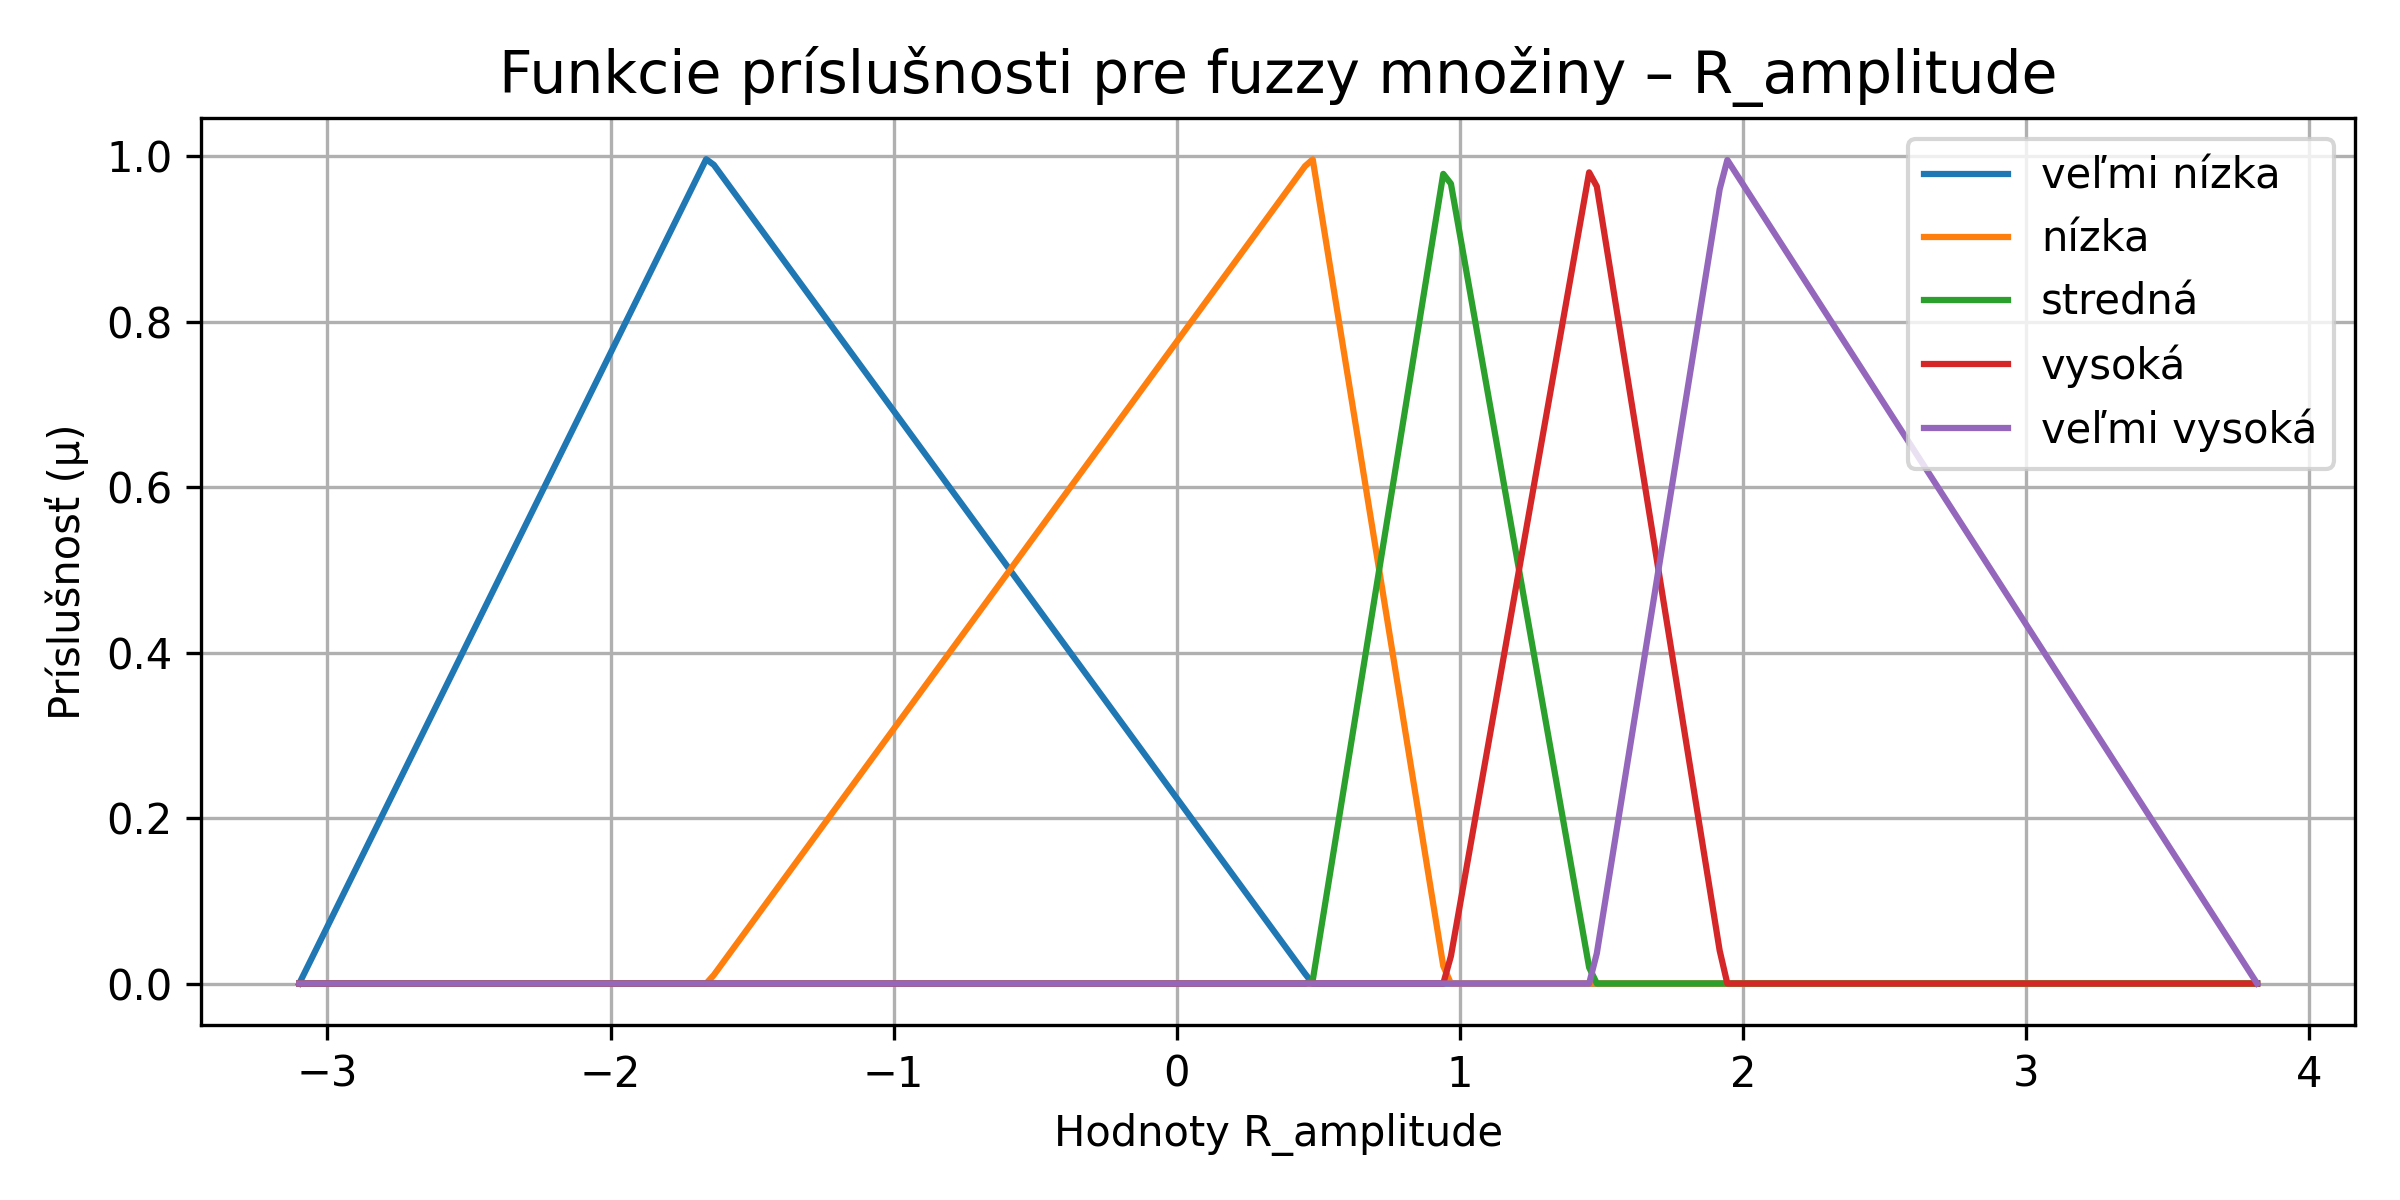 Funkcie príslušnosti pre fuzzy množiny – R_amplitude
1.0
0.8
0.6
0.4
0.2
0.0
Príslušnosť (μ)
veľmi nízka
nízka
stredná
vysoká
veľmi vysoká
−3 −2 −1 0 1 2 3 4
Hodnoty R_amplitude